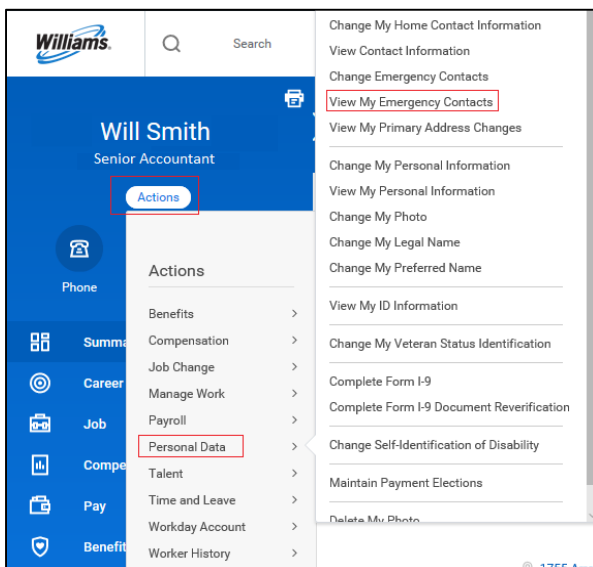 Williams.
Search
Will Smith
Senior Accountant
Actions
Phone
Summa
Career
Job
Compe
Pay
Benefit
Actions
Benefits
Compensation
Job Change
Manage Work
Payroll
Personal Data
Talent
Time and Leave
Workday Account
Worker History
Change My Home Contact Information
View Contact Information
Change Emergency Contacts
View My Emergency Contacts
View My Primary Address Changes
Change My Personal Information
View My Personal Information
Change My Photo
Change My Legal Name
Change My Preferred Name
View My ID Information
Change My Veteran Status Identification
Complete Form I-9
Complete Form I-9 Document Reverification
Change Self-Identification of Disability
Maintain Payment Elections
Delete My Photo